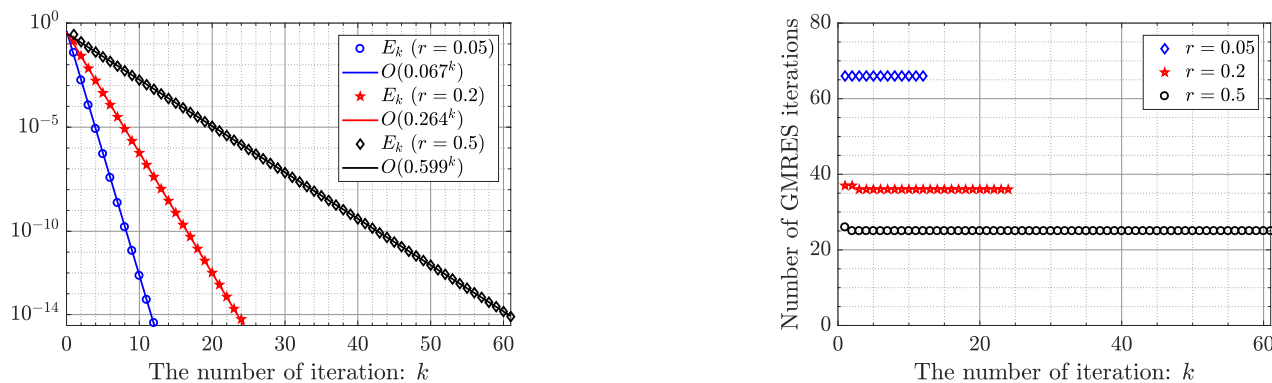 10^0
10^{-5}
10^{-10}
10^{-14}
0 10 20 30 40 50 60
The number of iteration: k
E_k (r = 0.05)
O(0.067^k)
E_k (r = 0.2)
O(0.264^k)
E_k (r = 0.5)
O(0.599^k)
Number of GMRES iterations
80
60
40
20
0
0 10 20 30 40 50 60
The number of iteration: k
r = 0.05
r = 0.2
r = 0.5